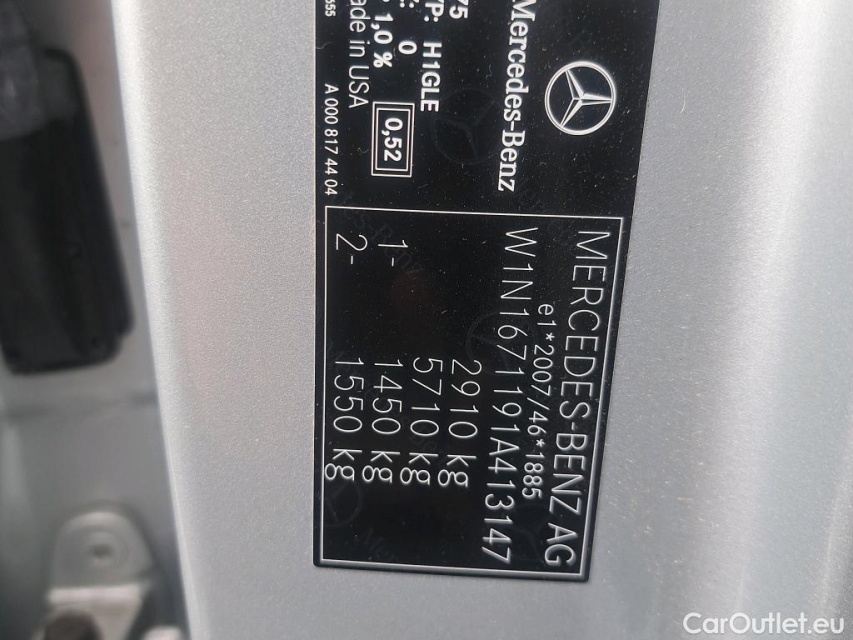 Mercedes-Benz
75
P: H1GLE
0
1,0 %
ade in USA
0,52
A 000 817 44 04
MERCEDES-BENZ AG
e1*2007/46*1885
W1N1671191A413147
2910 kg
5710 kg
1- 1450 kg
2- 1550 kg
CarOutlet.eu